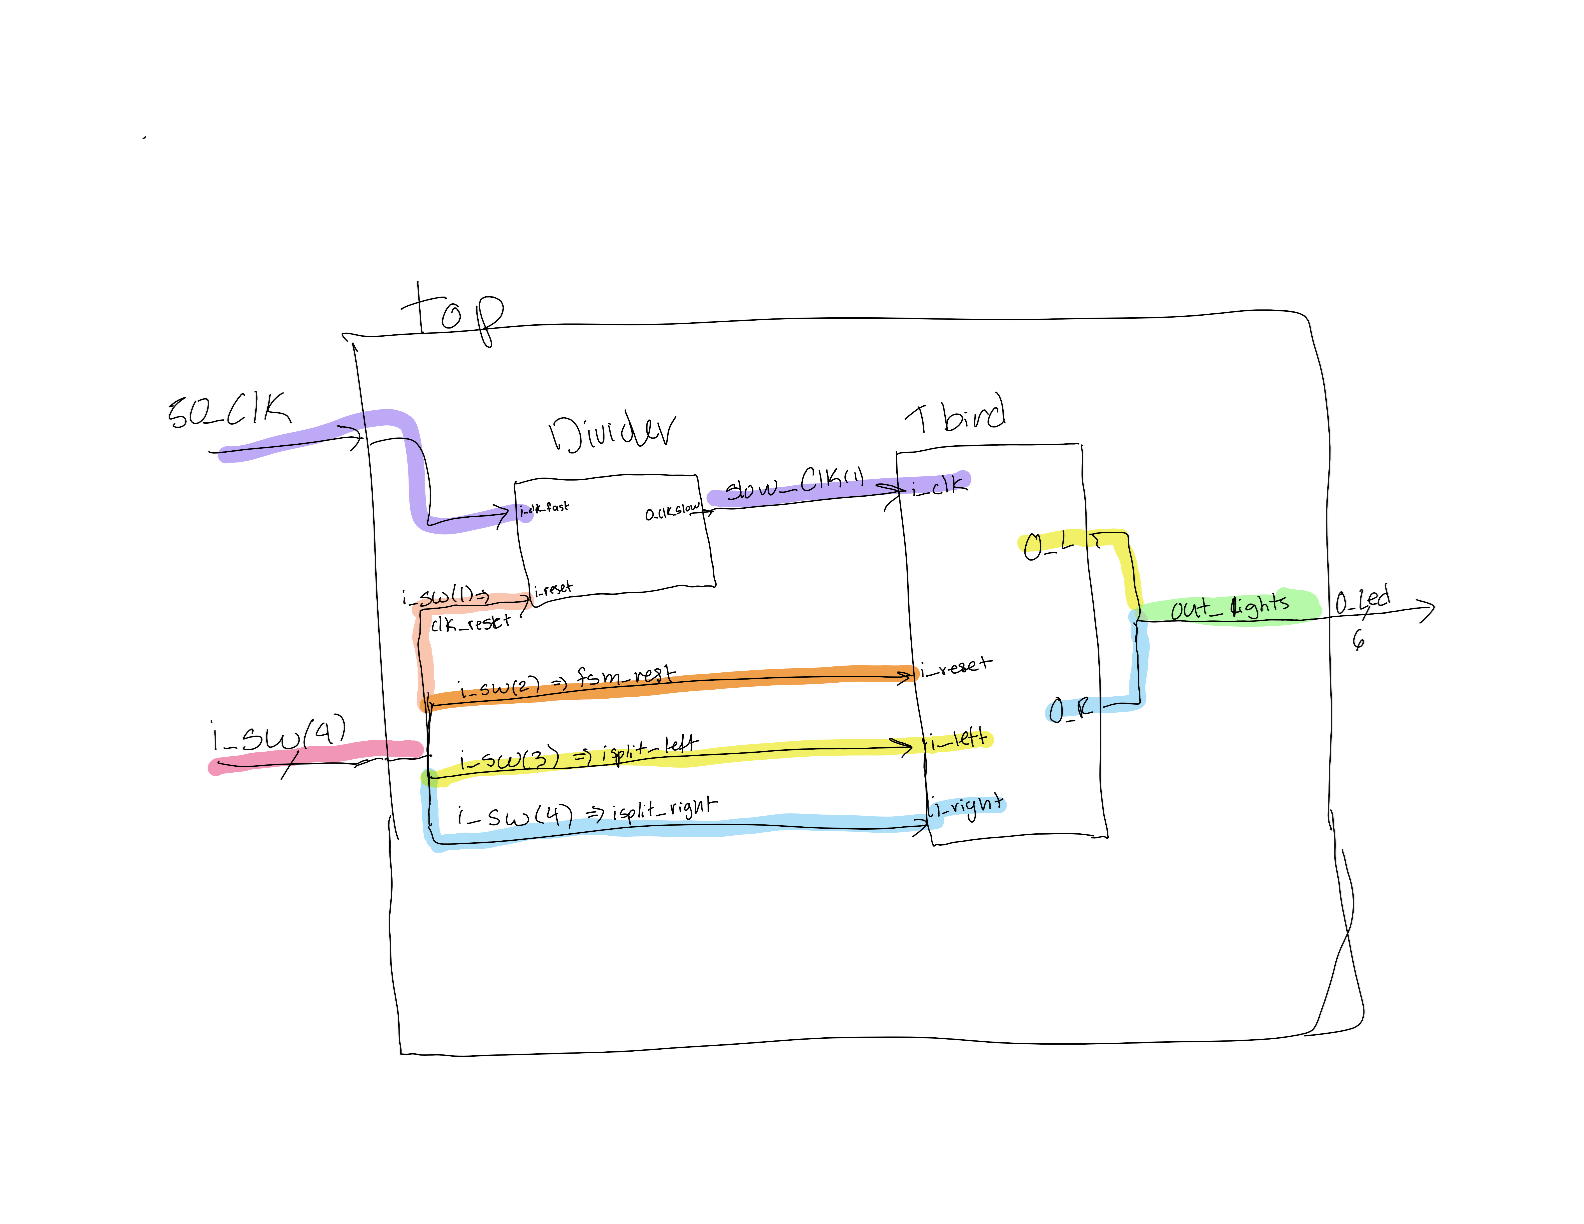 top
50_Clk
Divider
T bird
i_clk_fast
O_clk_slow
slow_Clk(1)
i_clk
O_L
i_sw(1)⇒
clk_reset
i_reset
out_lights
O_Led
6
i_sw(2) ⇒ fsm_rest
i_reset
O_R
i_sw(4)
i_sw(3) ⇒ isplit_left
i_left
i_sw(4) ⇒ isplit_right
i_right